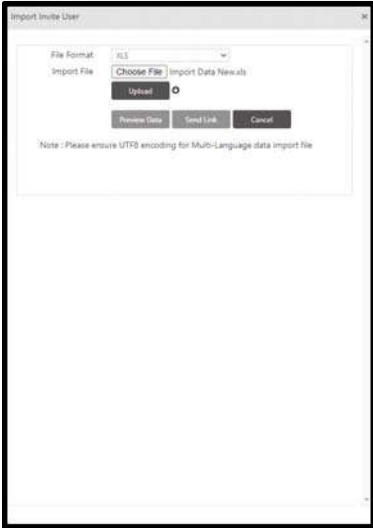 Import Invite User
File Format XLS
Import File Choose File Import Data New.xls
Upload
Preview Data Send Link Cancel
Note : Please ensure UTF8 encoding for Multi-Language data import file